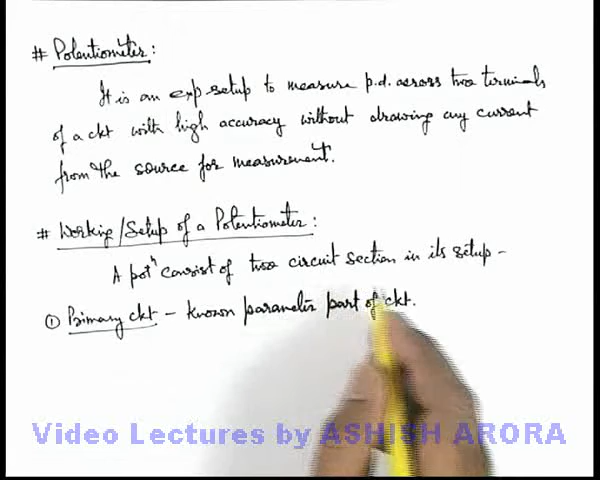 # Potentiometer :
It is an exp setup to measure p.d. across two terminals
of a ckt with high accuracy without drawing any current
from the source for measurement.
# Working/Setup of a Potentiometer :
A potⁿ consist of two circuit section in its setup -
① Primary ckt - known parameter part of ckt.
Video Lectures by ASHISH ARORA